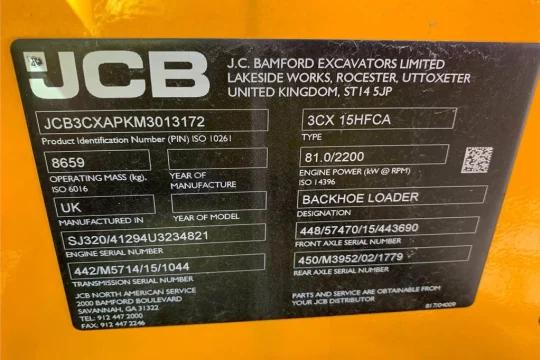 JCB
J.C. BAMFORD EXCAVATORS LIMITED
LAKESIDE WORKS, ROCESTER, UTTOXETER
UNITED KINGDOM, ST14 5JP
JCB3CXAPKM3013172
Product Identification Number (PIN) ISO 10261
3CX 15HFCA
TYPE
8659
OPERATING MASS (kg),
ISO 6016
YEAR OF
MANUFACTURE
81.0/2200
ENGINE POWER (kW @ RPM)
ISO 14396
UK
MANUFACTURED IN
YEAR OF MODEL
BACKHOE LOADER
DESIGNATION
SJ320/41294U3234821
ENGINE SERIAL NUMBER
448/57470/15/443690
FRONT AXLE SERIAL NUMBER
442/M5714/15/1044
TRANSMISSION SERIAL NUMBER
450/M3952/02/1779
REAR AXLE SERIAL NUMBER
JCB NORTH AMERICAN SERVICE
2000 BAMFORD BOULEVARD
SAVANNAH, GA 31322
TEL: 912 447 2000
FAX: 912 447 2246
PARTS AND SERVICE ARE OBTAINABLE FROM
YOUR JCB DISTRIBUTOR
817/04009